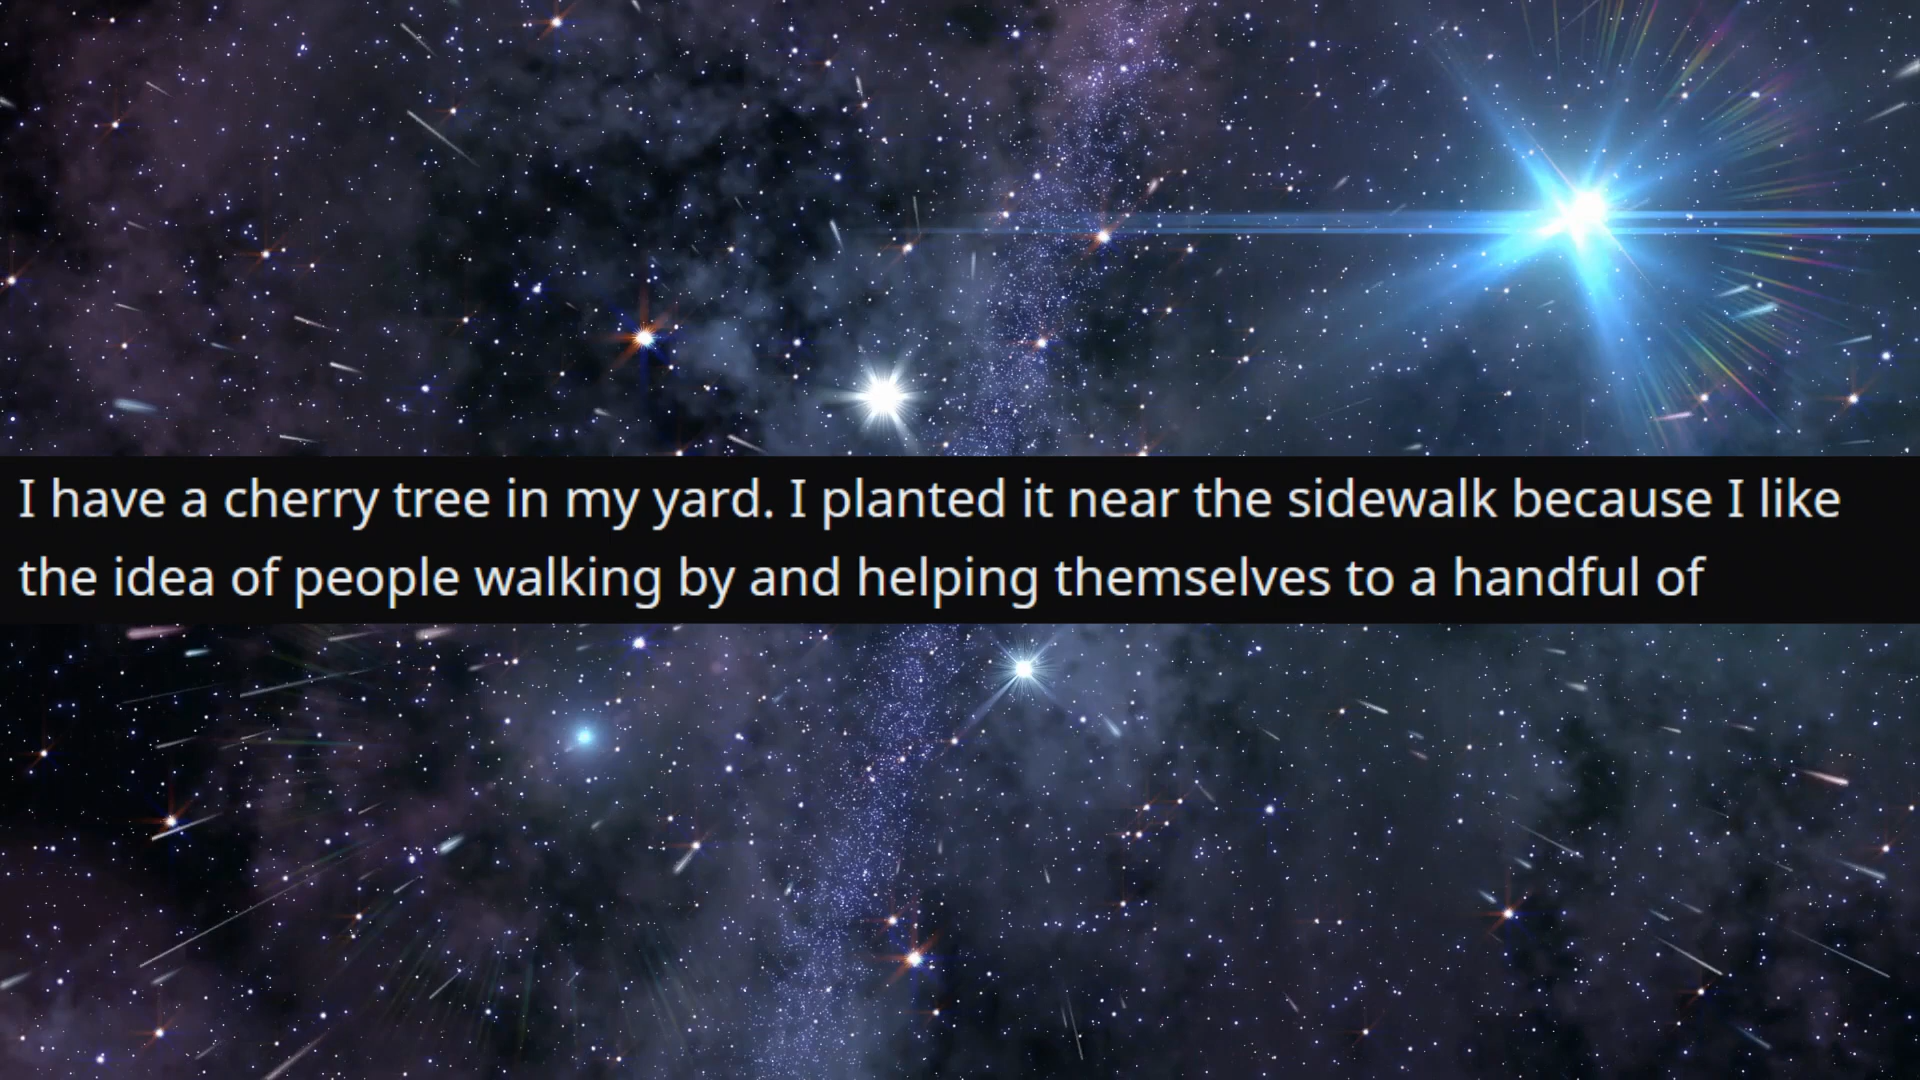 I have a cherry tree in my yard. I planted it near the sidewalk because I like
the idea of people walking by and helping themselves to a handful of